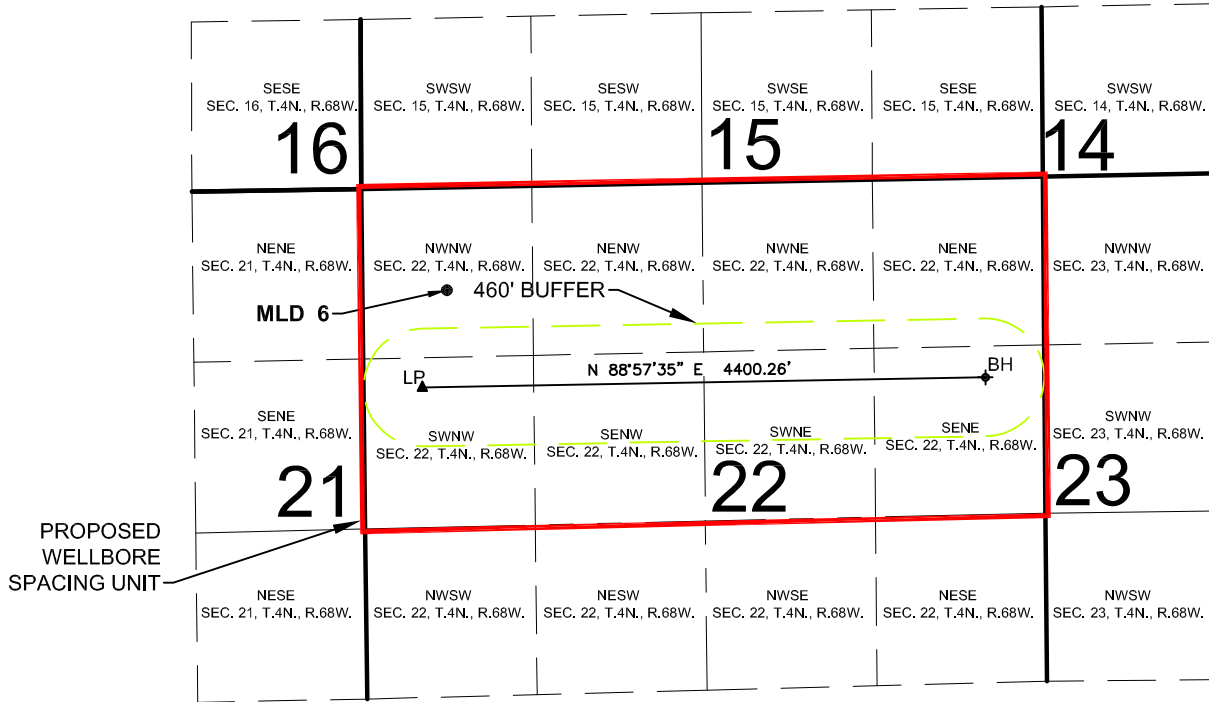 SESE
SEC. 16, T.4N., R.68W.
SWSW
SEC. 15, T.4N., R.68W.
SESW
SEC. 15, T.4N., R.68W.
SWSE
SEC. 15, T.4N., R.68W.
SESE
SEC. 15, T.4N., R.68W.
SWSW
SEC. 14, T.4N., R.68W.
16
15
14
NENE
SEC. 21, T.4N., R.68W.
NWNW
SEC. 22, T.4N., R.68W.
NENW
SEC. 22, T.4N., R.68W.
NWNE
SEC. 22, T.4N., R.68W.
NENE
SEC. 22, T.4N., R.68W.
NWNW
SEC. 23, T.4N., R.68W.
MLD 6
460' BUFFER
LP
N 88°57'35" E 4400.26'
BH
SENE
SEC. 21, T.4N., R.68W.
SWNW
SEC. 22, T.4N., R.68W.
SENW
SEC. 22, T.4N., R.68W.
SWNE
SEC. 22, T.4N., R.68W.
SENE
SEC. 22, T.4N., R.68W.
SWNW
SEC. 23, T.4N., R.68W.
21
22
23
PROPOSED
WELLBORE
SPACING UNIT
NESE
SEC. 21, T.4N., R.68W.
NWSW
SEC. 22, T.4N., R.68W.
NESW
SEC. 22, T.4N., R.68W.
NWSE
SEC. 22, T.4N., R.68W.
NESE
SEC. 22, T.4N., R.68W.
NWSW
SEC. 23, T.4N., R.68W.